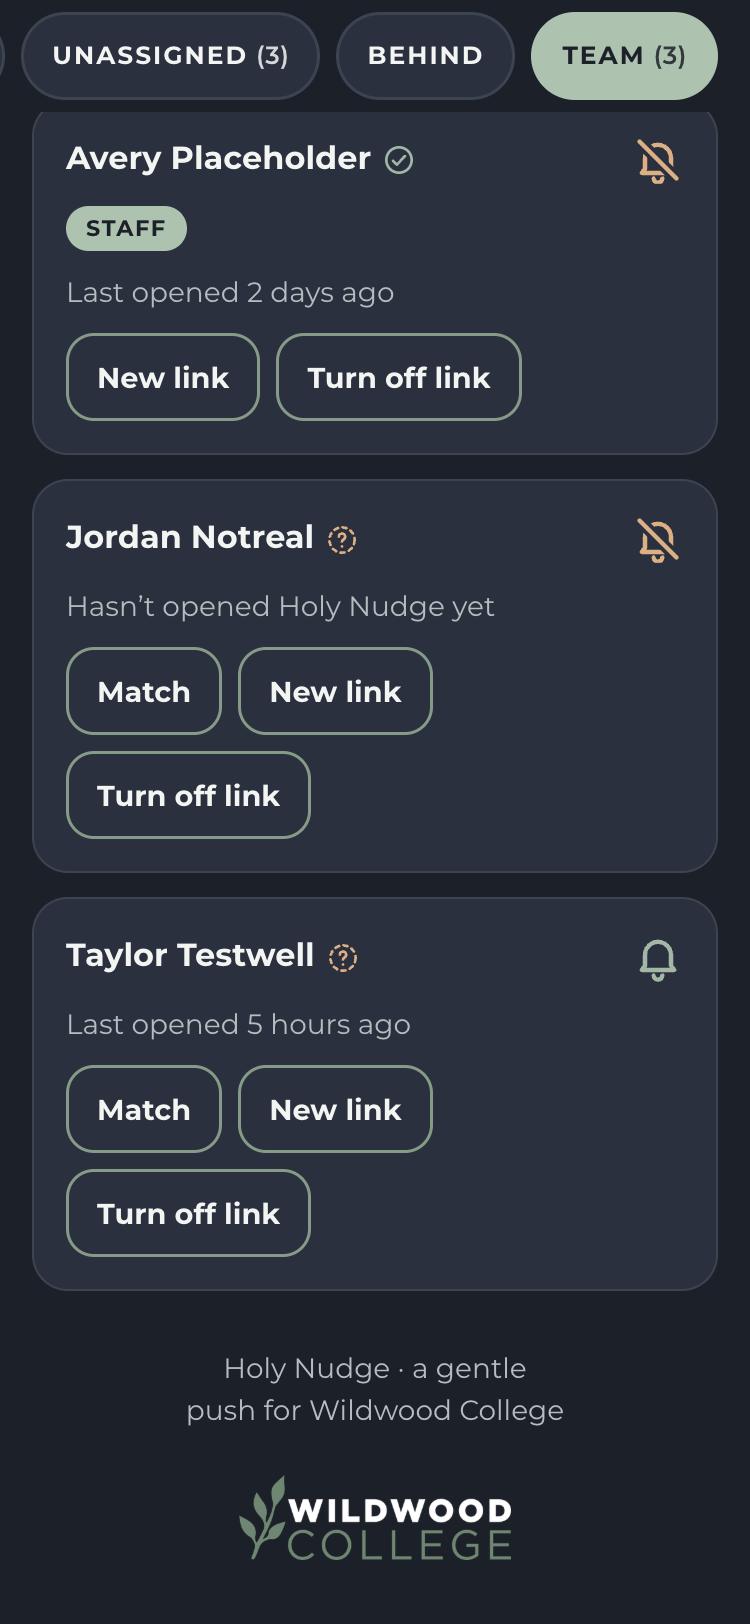 UNASSIGNED (3)
BEHIND
TEAM (3)
Avery Placeholder
STAFF
Last opened 2 days ago
New link
Turn off link
Jordan Notreal
Hasn’t opened Holy Nudge yet
Match
New link
Turn off link
Taylor Testwell
Last opened 5 hours ago
Match
New link
Turn off link
Holy Nudge · a gentle
push for Wildwood College
WILDWOOD
COLLEGE